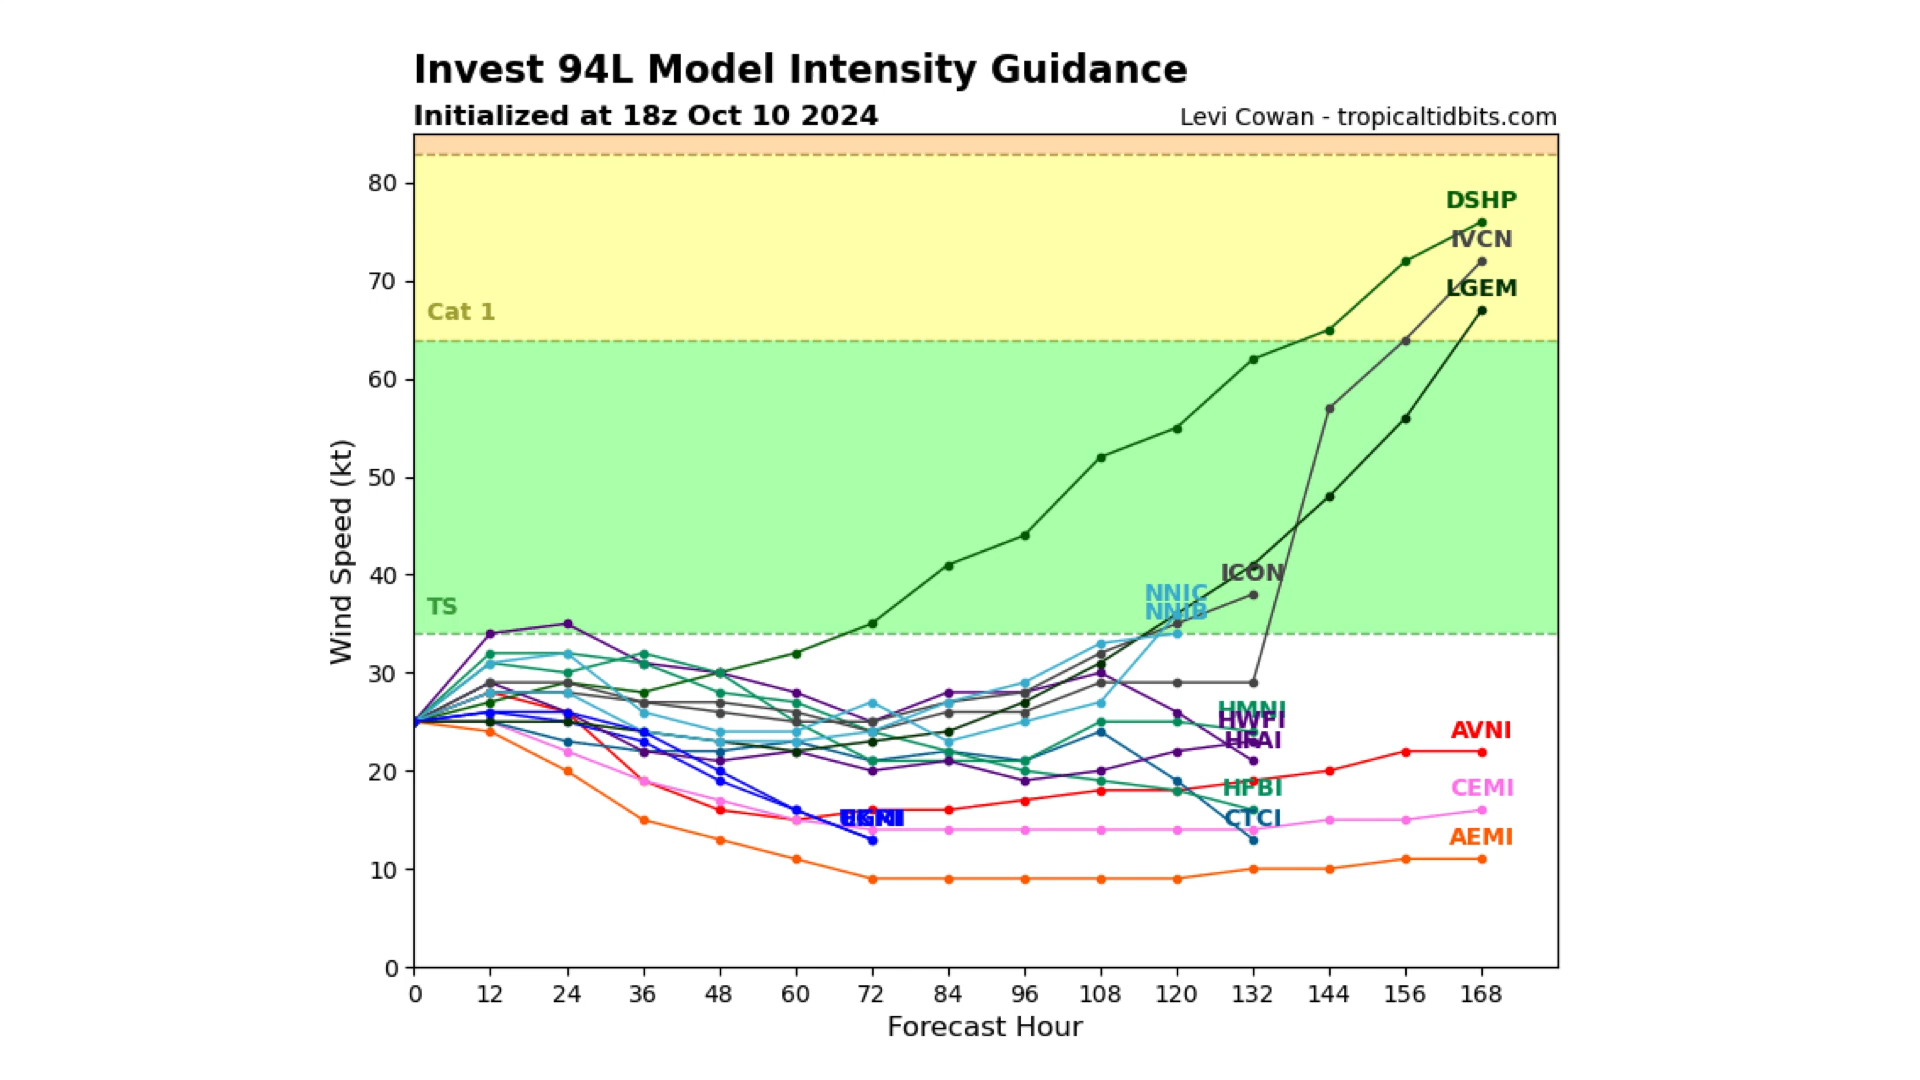 Invest 94L Model Intensity Guidance
Initialized at 18z Oct 10 2024
Levi Cowan - tropicaltidbits.com
80
70
60
50
40
30
20
10
0
Wind Speed (kt)
Cat 1
TS
DSHP
IVCN
LGEM
ICON
NNIC
NNIB
HMNI
HWFI
HFAI
AVNI
HFBI
CEMI
CTCI
AEMI
0 12 24 36 48 60 72 84 96 108 120 132 144 156 168
Forecast Hour